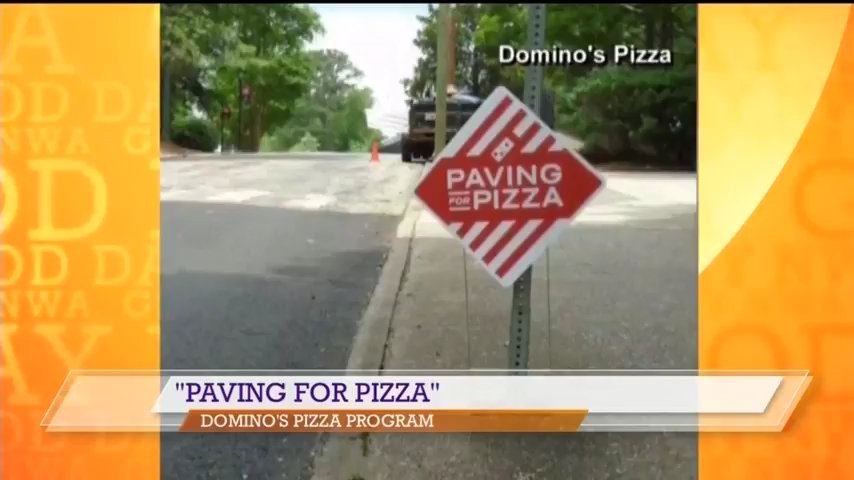 Domino's Pizza
PAVING
FOR PIZZA
"PAVING FOR PIZZA"
DOMINO'S PIZZA PROGRAM